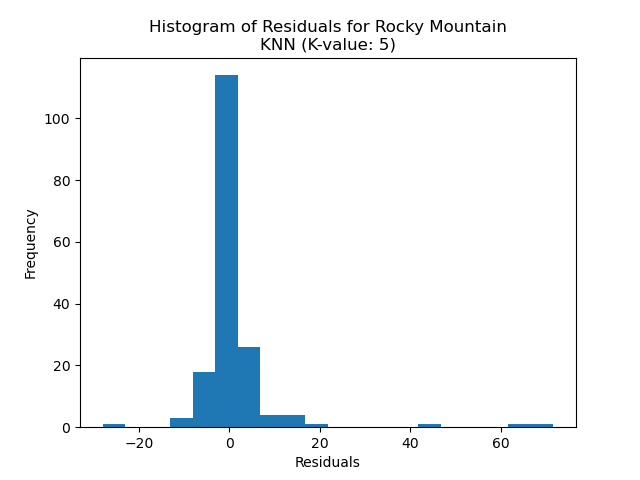 Histogram of Residuals for Rocky Mountain
KNN (K-value: 5)
Frequency
100
80
60
40
20
0
−20
0
20
40
60
Residuals